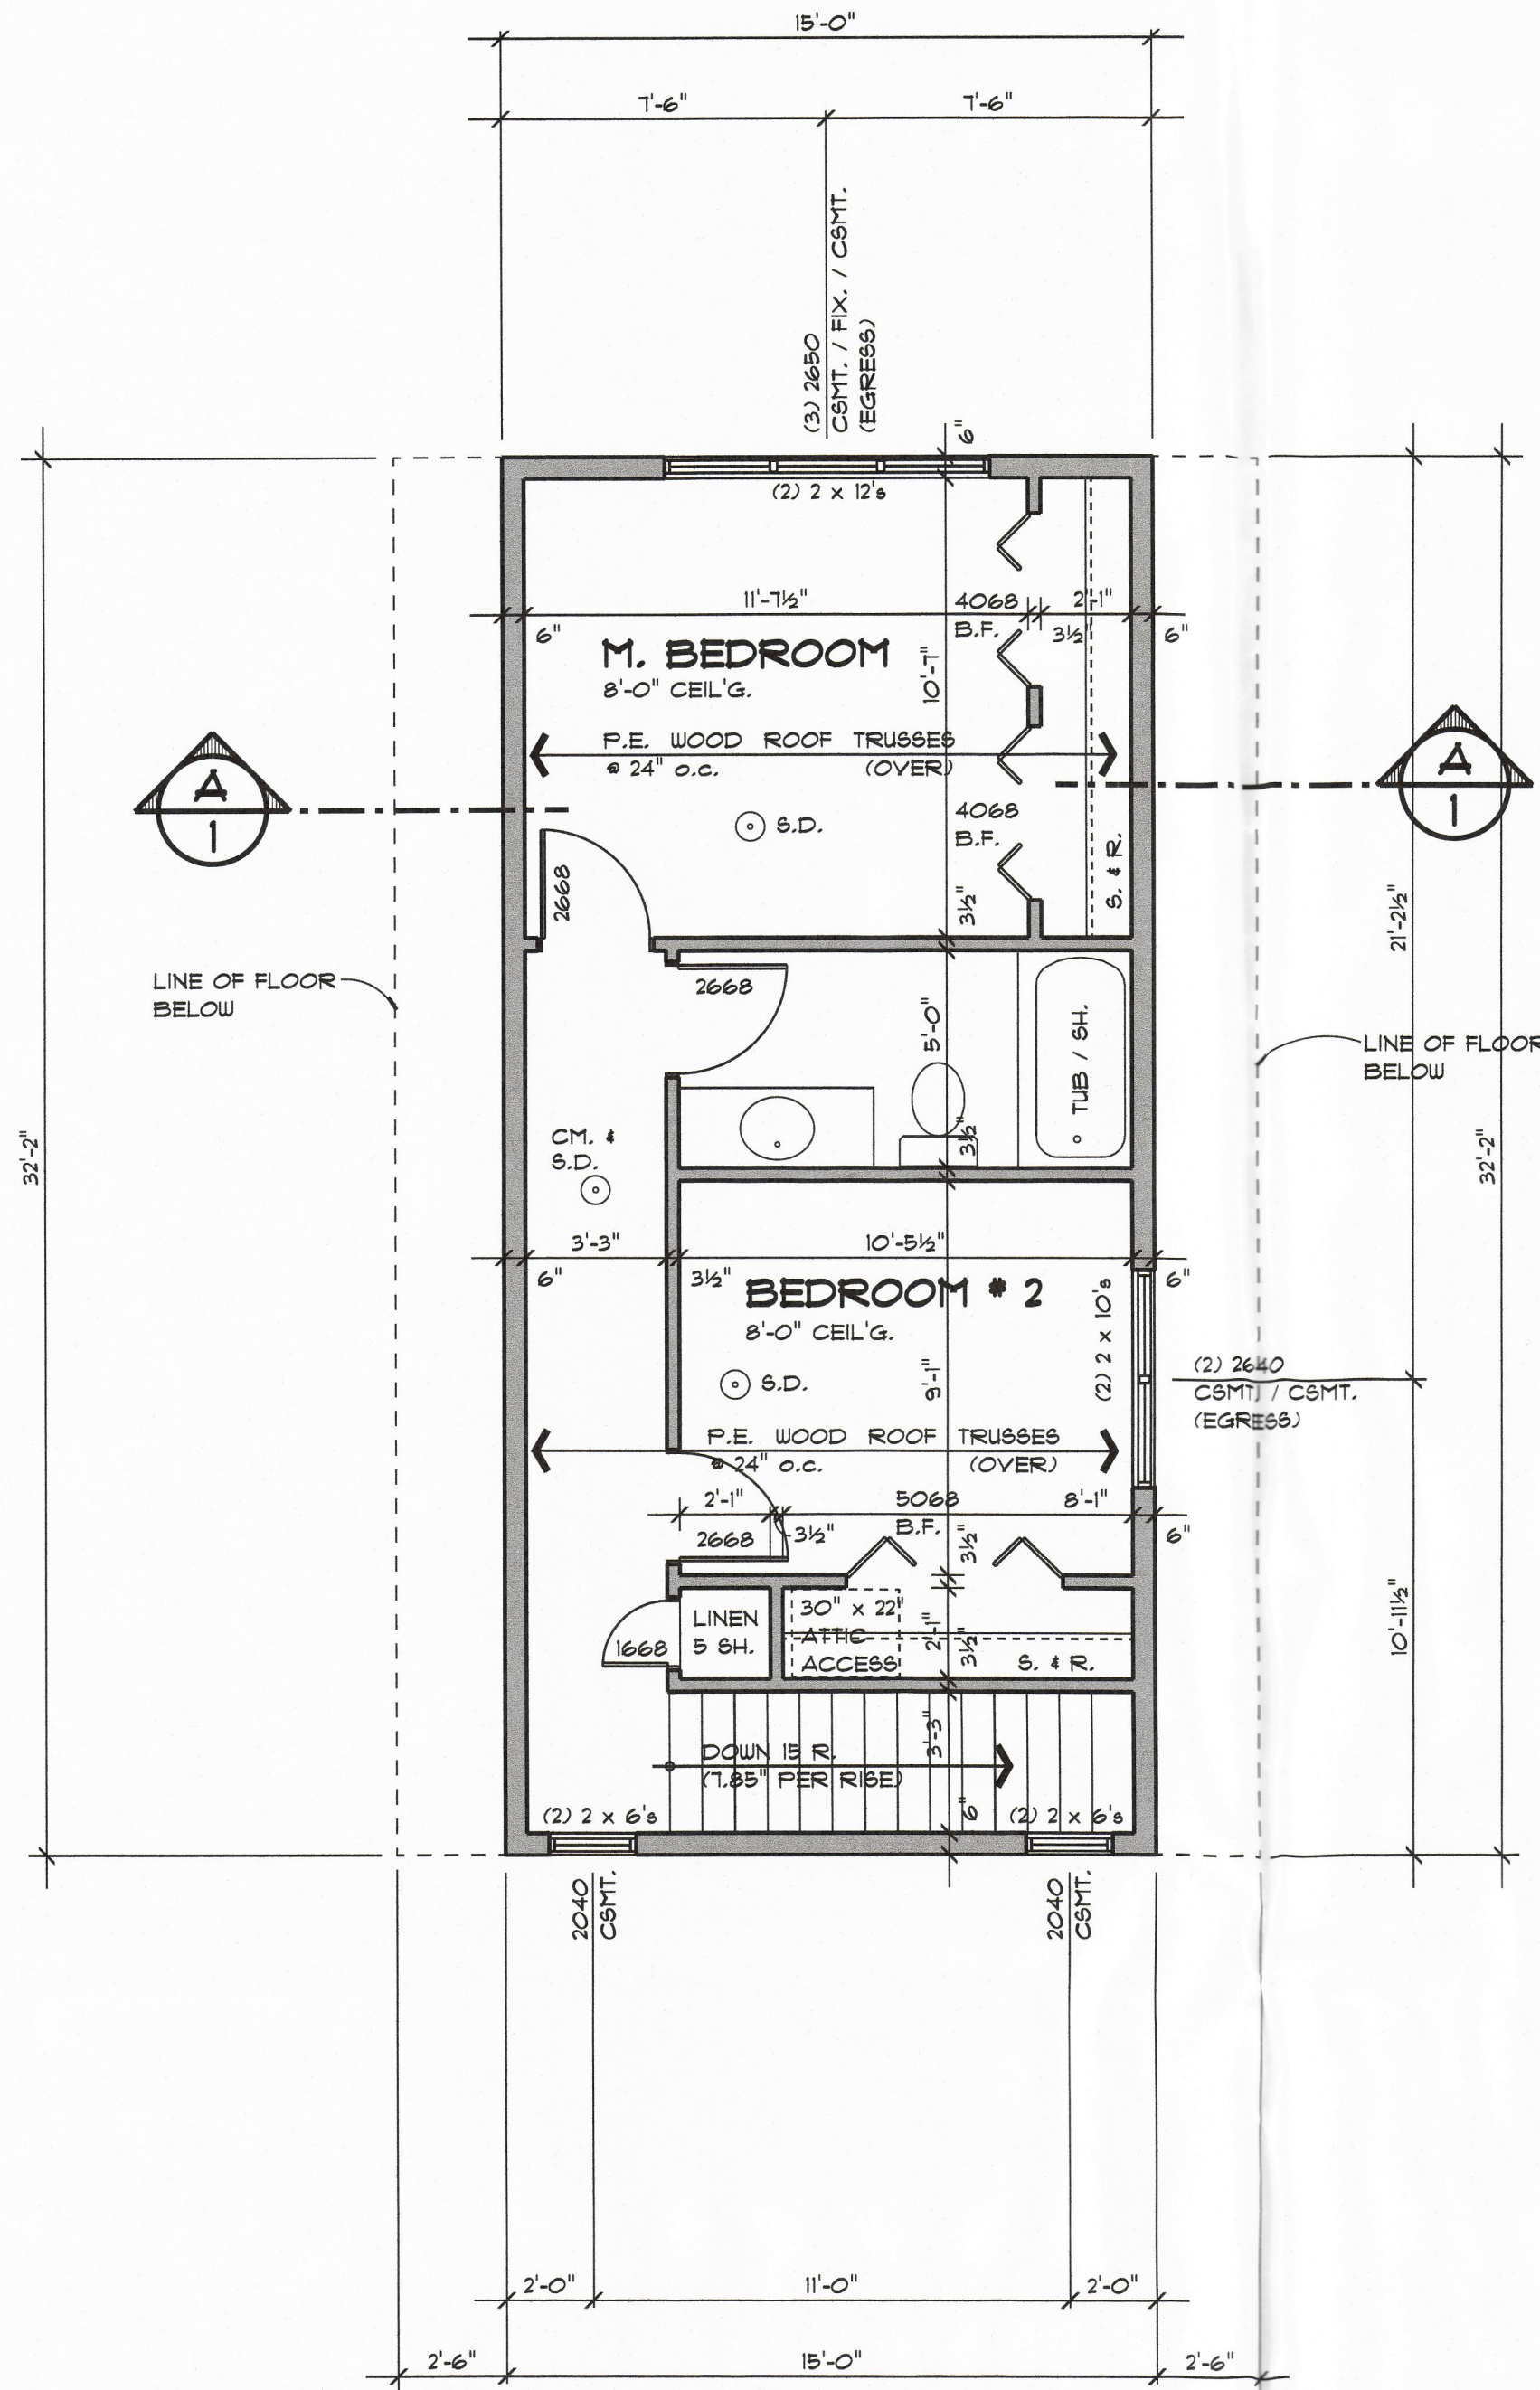 15'-0"
7'-6"
7'-6"
(3) 2650
CSMT. / FIX. / CSMT.
(EGRESS)
6"
(2) 2 x 12's
11'-7½"
4068
B.F.
2'-1"
6"
3½"
6"
M. BEDROOM
8'-0" CEIL'G.
10'-7"
P.E. WOOD ROOF TRUSSES
@ 24" o.c. (OVER)
A
1
A
1
S.D.
4068
B.F.
S. & R.
2668
3½"
21'-2½"
LINE OF FLOOR
BELOW
2668
5'-0"
TUB / SH.
LINE OF FLOOR
BELOW
32'-2"
CM. &
S.D.
3½"
32'-2"
3'-3"
10'-5½"
6"
3½"
6"
BEDROOM # 2
8'-0" CEIL'G.
(2) 2 x 10's
S.D.
9'-1"
(2) 2640
CSMT. / CSMT.
(EGRESS)
P.E. WOOD ROOF TRUSSES
@ 24" o.c. (OVER)
2'-1"
5068
B.F.
8'-1"
2668
3½"
3½"
6"
LINEN
5 SH.
1668
30" x 22"
ATTIC
ACCESS
2'-1"
3½"
S. & R.
10'-11½"
DOWN 15 R.
(7.85" PER RISE)
3'-3"
(2) 2 x 6's
6"
(2) 2 x 6's
2040
CSMT.
2040
CSMT.
2'-0"
11'-0"
2'-0"
2'-6"
15'-0"
2'-6"